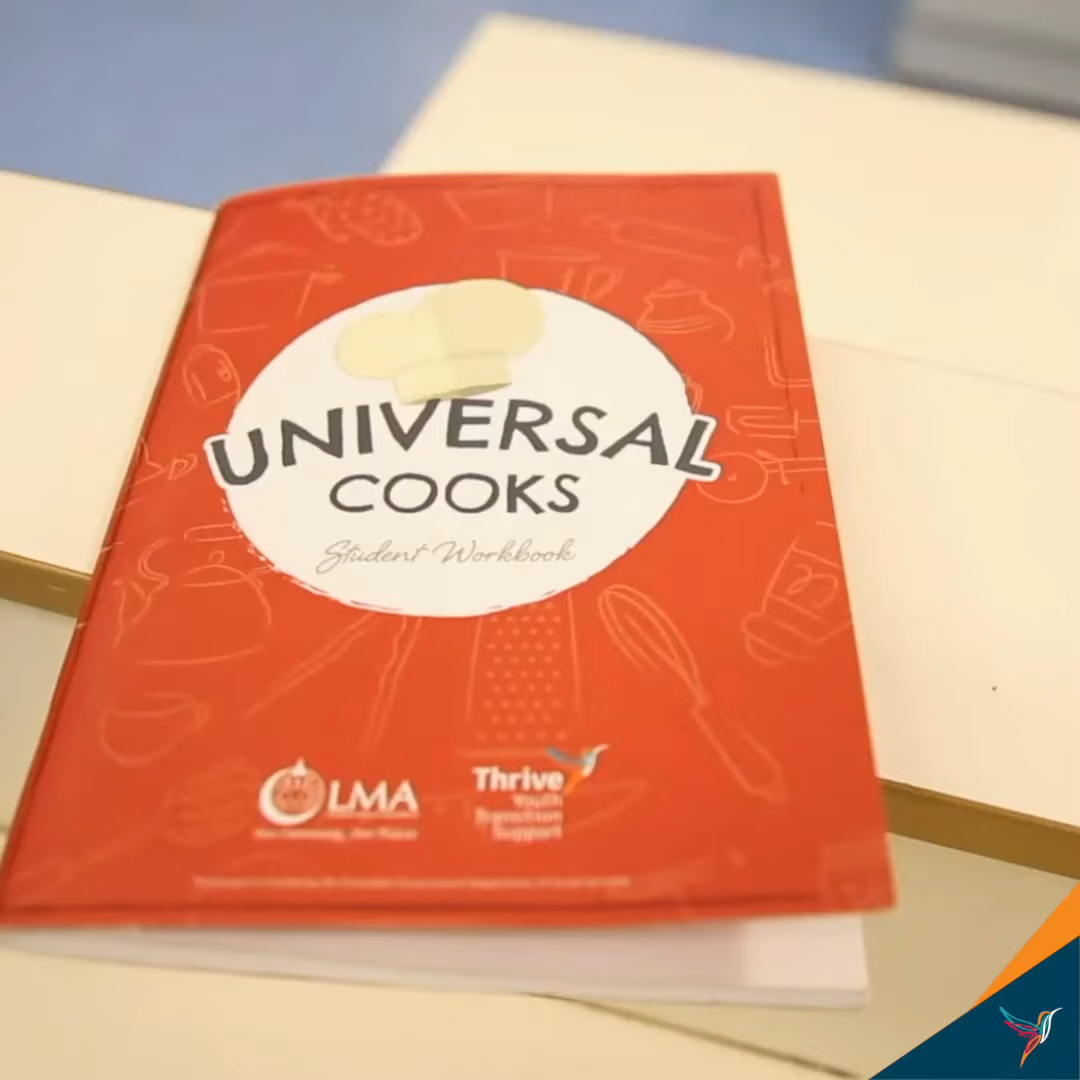 UNIVERSAL
COOKS
Student Workbook
LMA
Thrive
Youth
Transition
Support